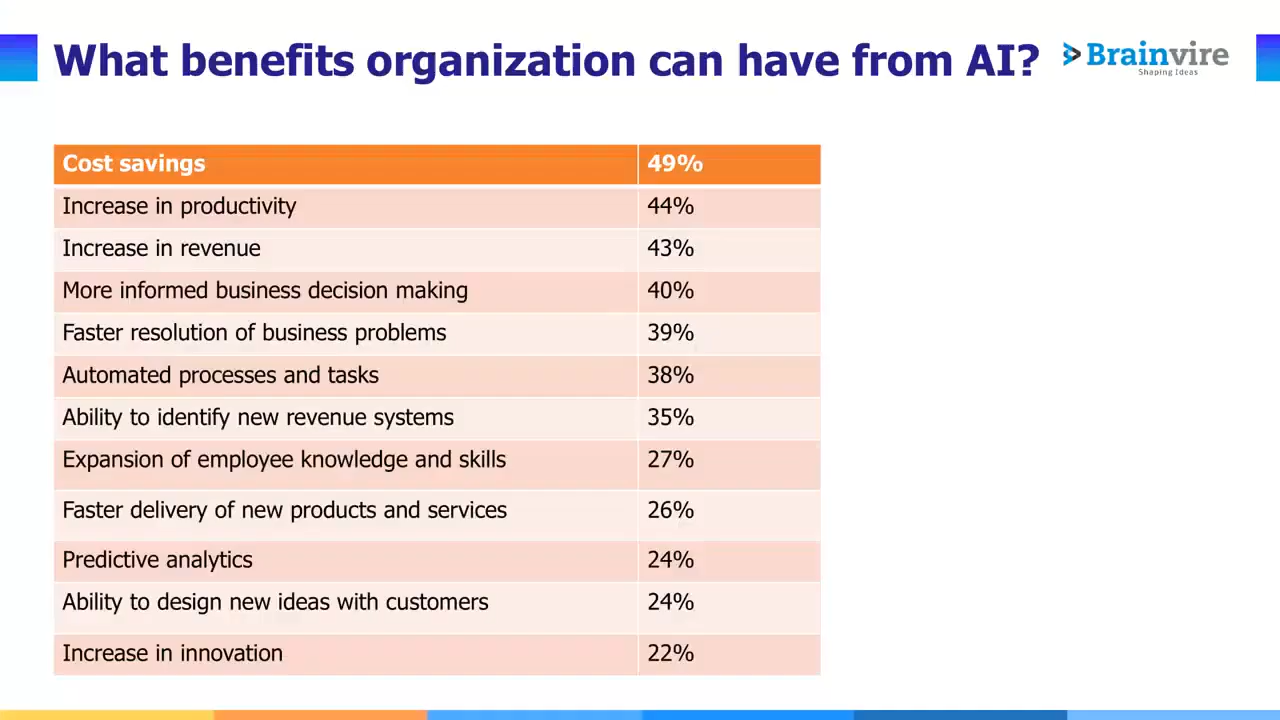 What benefits organization can have from AI?
Brainvire
Shaping Ideas
Cost savings 49%
Increase in productivity 44%
Increase in revenue 43%
More informed business decision making 40%
Faster resolution of business problems 39%
Automated processes and tasks 38%
Ability to identify new revenue systems 35%
Expansion of employee knowledge and skills 27%
Faster delivery of new products and services 26%
Predictive analytics 24%
Ability to design new ideas with customers 24%
Increase in innovation 22%